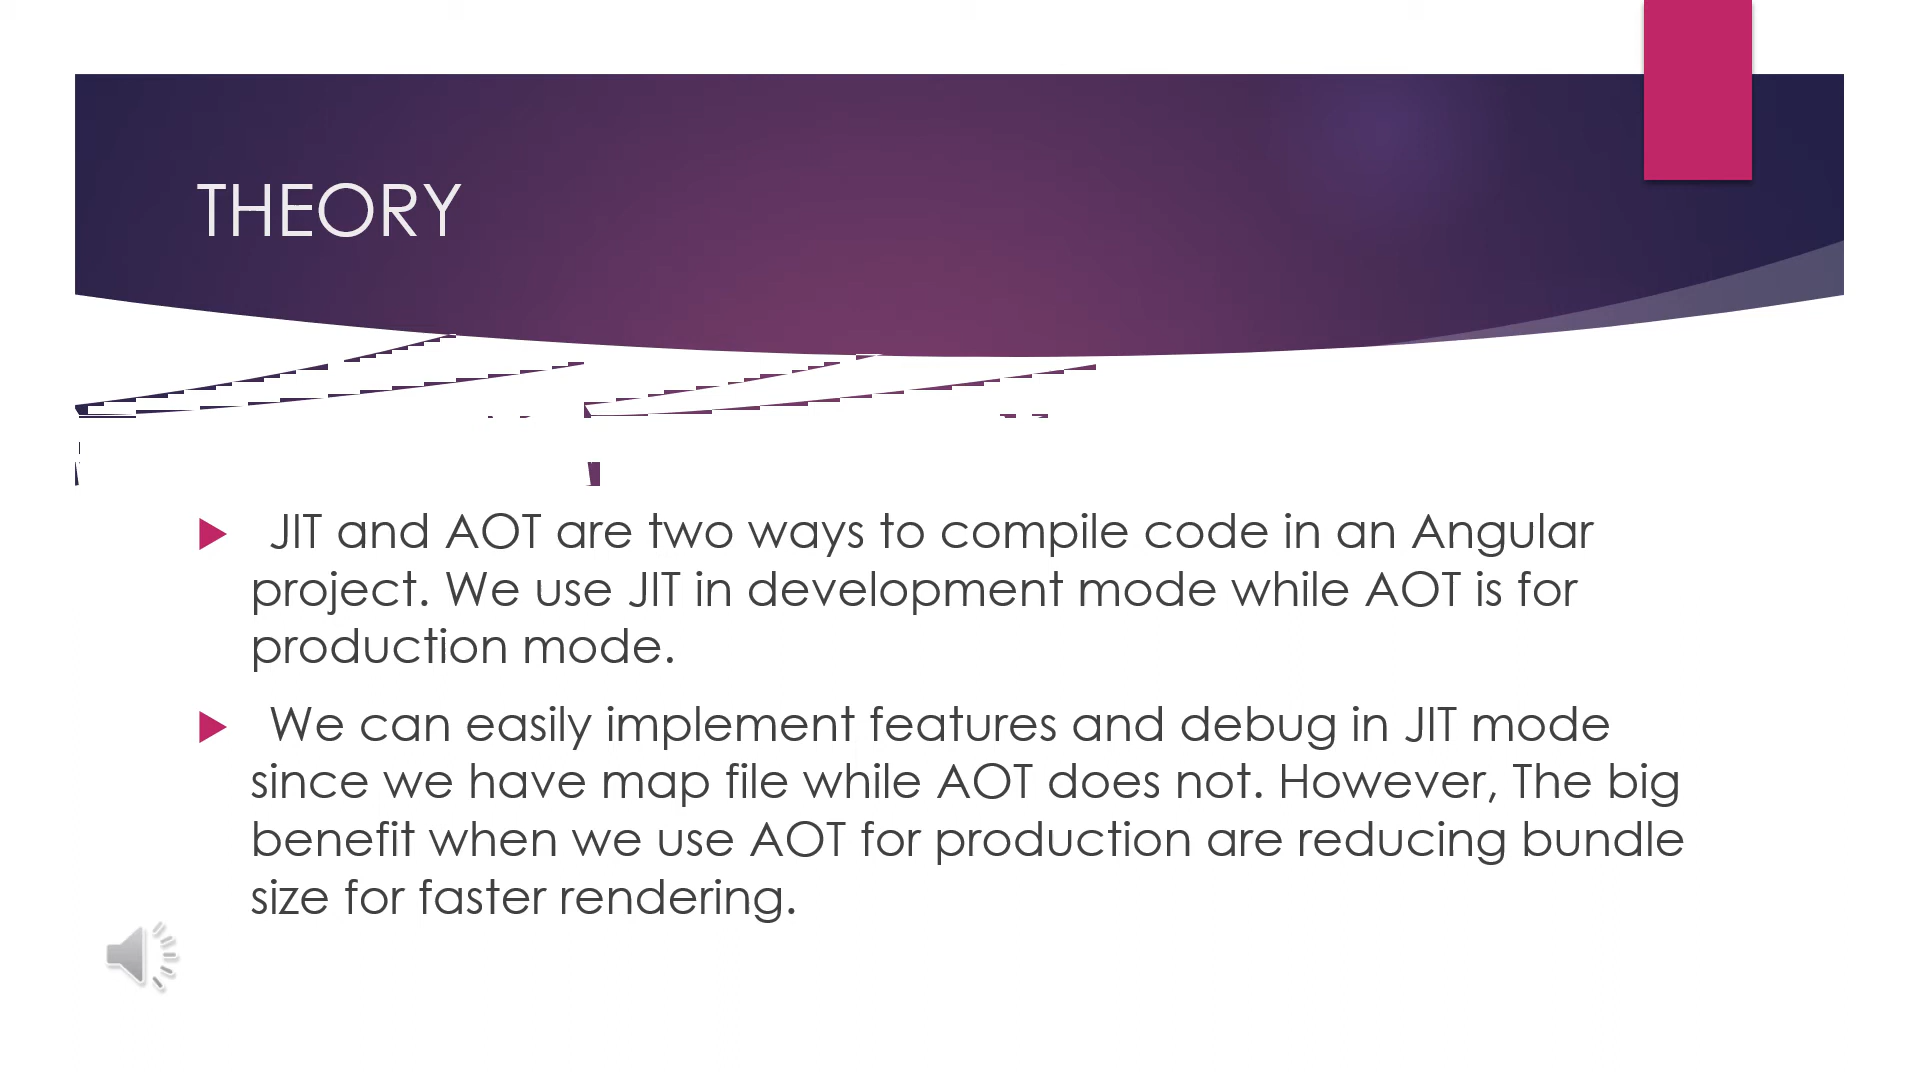 THEORY
JIT and AOT are two ways to compile code in an Angular
project. We use JIT in development mode while AOT is for
production mode.
We can easily implement features and debug in JIT mode
since we have map file while AOT does not. However, The big
benefit when we use AOT for production are reducing bundle
size for faster rendering.